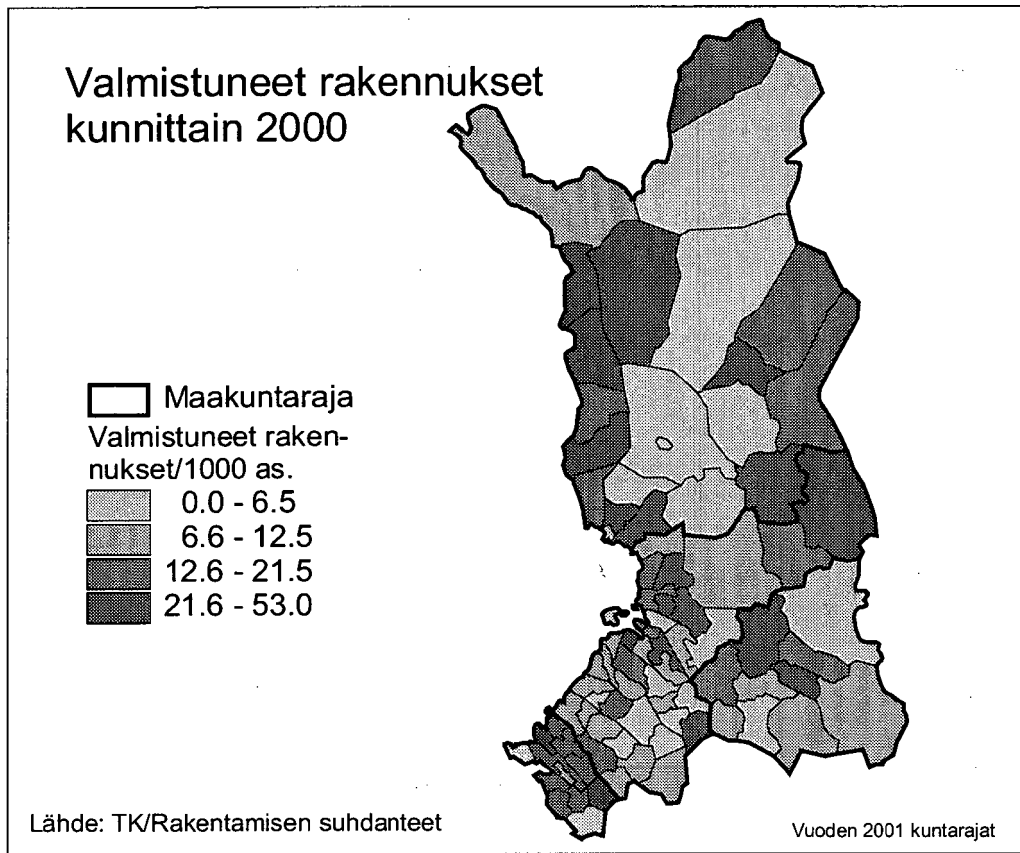 Valmistuneet rakennukset
kunnittain 2000
Maakuntaraja
Valmistuneet raken-
nukset/1000 as.
0.0 - 6.5
6.6 - 12.5
12.6 - 21.5
21.6 - 53.0
Lähde: TK/Rakentamisen suhdanteet
Vuoden 2001 kuntarajat